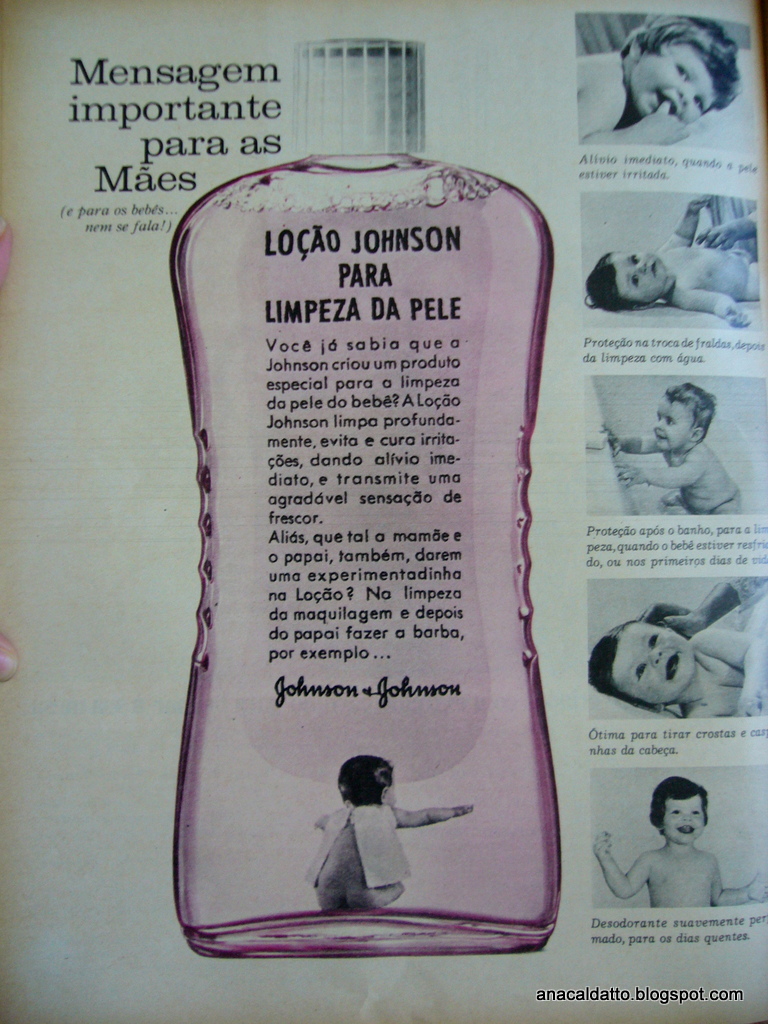 Mensagem
importante
para as
Mães
(e para os bebês...
nem se fala!)
LOÇÃO JOHNSON
PARA
LIMPEZA DA PELE
Você já sabia que a
Johnson criou um produto
especial para a limpeza
da pele do bebê? A Loção
Johnson limpa profunda-
mente, evita e cura irrita-
ções, dando alívio ime-
diato, e transmite uma
agradável sensação de
frescor.
Aliás, que tal a mamãe e
o papai, também, darem
uma experimentadinha
na Loção? Na limpeza
da maquilagem e depois
do papai fazer a barba,
por exemplo...
Johnson & Johnson
Alívio imediato, quando a pele
estiver irritada.
Proteção na troca de fraldas, depois
da limpeza com água.
Proteção após o banho, para a lim
peza, quando o bebê estiver resfria
do, ou nos primeiros dias de vid
Ótima para tirar crostas e casp
nhas da cabeça.
Desodorante suavemente perf
mado, para os dias quentes.
anacaldatto.blogspot.com